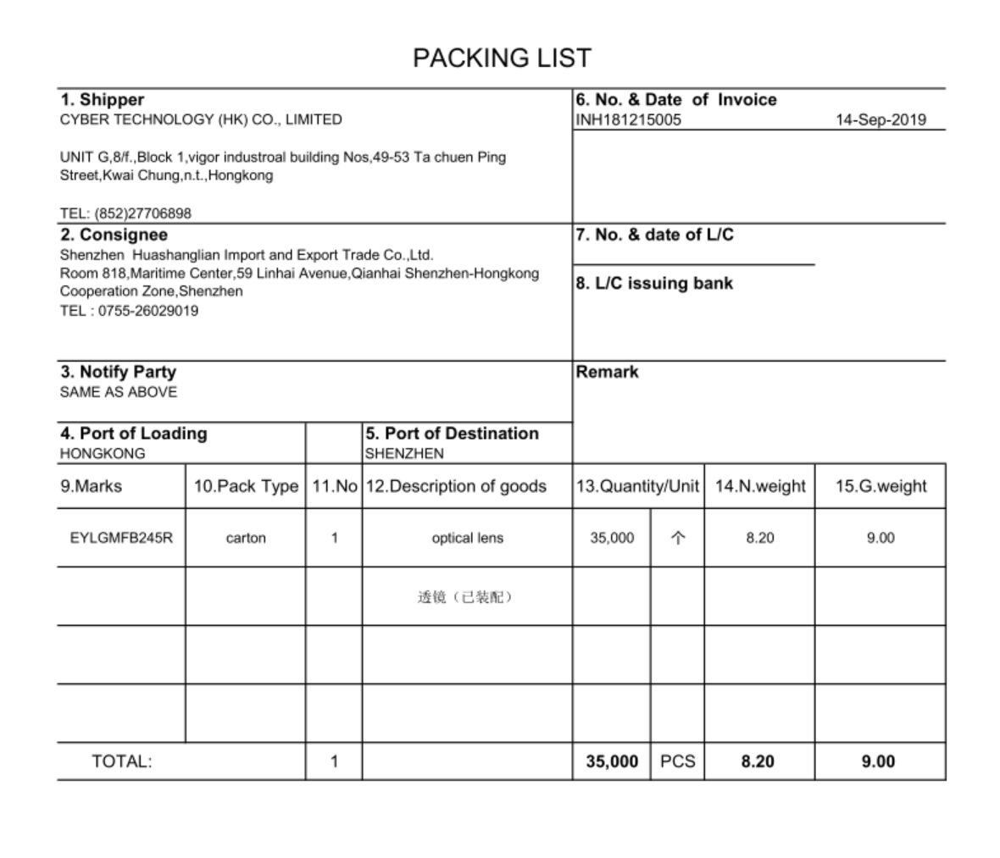 PACKING LIST
1. Shipper
CYBER TECHNOLOGY (HK) CO., LIMITED
UNIT G,8/f.,Block 1,vigor industroal building Nos,49-53 Ta chuen Ping
Street,Kwai Chung,n.t.,Hongkong
TEL: (852)27706898
6. No. & Date of Invoice
INH181215005 14-Sep-2019
2. Consignee
Shenzhen Huashanglian Import and Export Trade Co.,Ltd.
Room 818,Maritime Center,59 Linhai Avenue,Qianhai Shenzhen-Hongkong
Cooperation Zone,Shenzhen
TEL : 0755-26029019
7. No. & date of L/C
8. L/C issuing bank
3. Notify Party
SAME AS ABOVE
Remark
4. Port of Loading
HONGKONG
5. Port of Destination
SHENZHEN
9.Marks 10.Pack Type 11.No 12.Description of goods 13.Quantity/Unit 14.N.weight 15.G.weight
EYLGMFB245R carton 1 optical lens 35,000 个 8.20 9.00
透镜（已装配）
TOTAL: 1 35,000 PCS 8.20 9.00